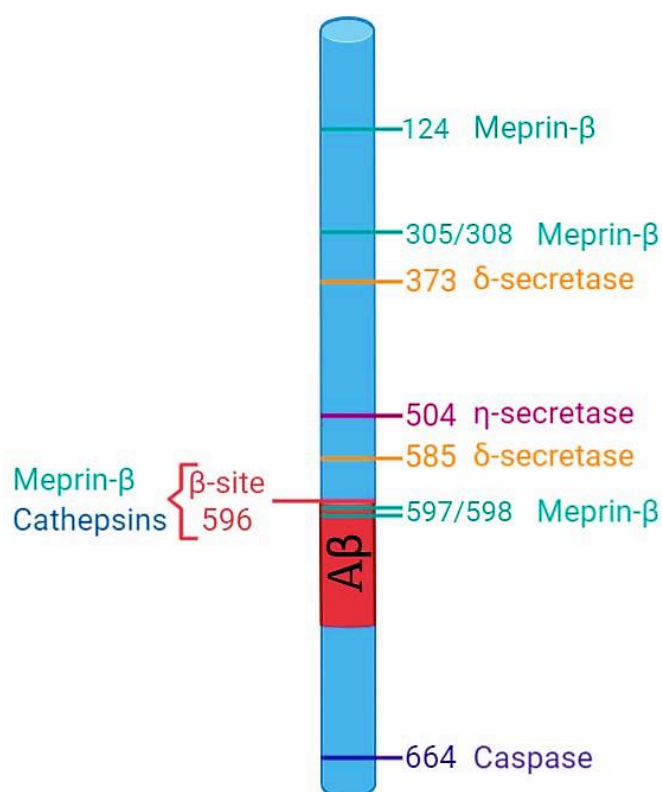 124 Meprin-β
305/308 Meprin-β
373 δ-secretase
504 η-secretase
585 δ-secretase
Meprin-β
Cathepsins
β-site
596
597/598 Meprin-β
Aβ
664 Caspase